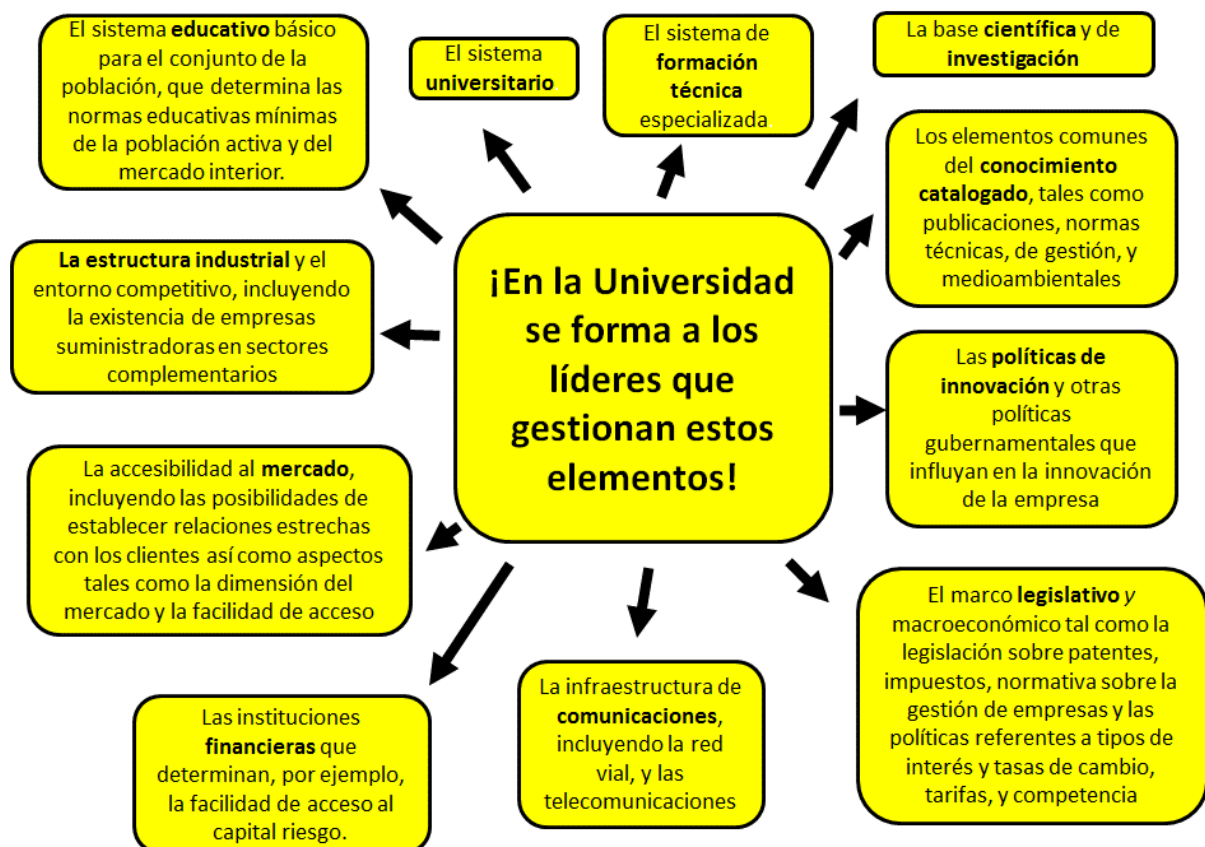 El sistema educativo básico
para el conjunto de la
población, que determina las
normas educativas mínimas
de la población activa y del
mercado interior.
El sistema
universitario
El sistema de
formación
técnica
especializada.
La base científica y de
investigación
Los elementos comunes
del conocimiento
catalogado, tales como
publicaciones, normas
técnicas, de gestión, y
medioambientales
La estructura industrial y el
entorno competitivo, incluyendo
la existencia de empresas
suministradoras en sectores
complementarios
¡En la Universidad
se forma a los
líderes que
gestionan estos
elementos!
Las políticas de
innovación y otras
políticas
gubernamentales que
influyan en la innovación
de la empresa
La accesibilidad al mercado,
incluyendo las posibilidades de
establecer relaciones estrechas
con los clientes así como aspectos
tales como la dimensión del
mercado y la facilidad de acceso
El marco legislativo y
macroeconómico tal como la
legislación sobre patentes,
impuestos, normativa sobre la
gestión de empresas y las
políticas referentes a tipos de
interés y tasas de cambio,
tarifas, y competencia
Las instituciones
financieras que
determinan, por ejemplo,
la facilidad de acceso al
capital riesgo.
La infraestructura de
comunicaciones,
incluyendo la red
vial, y las
telecomunicaciones